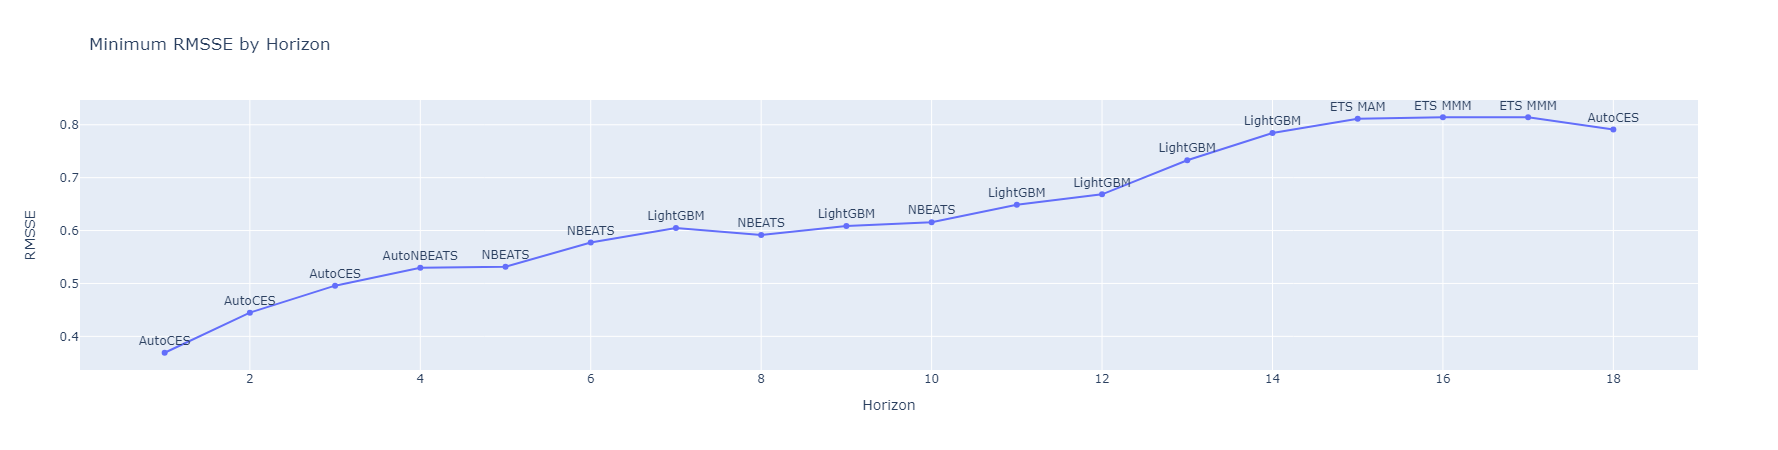 Minimum RMSSE by Horizon
RMSSE
0.8
0.7
0.6
0.5
0.4
AutoCES
AutoCES
AutoCES
AutoNBEATS
NBEATS
NBEATS
LightGBM
NBEATS
LightGBM
NBEATS
LightGBM
LightGBM
LightGBM
LightGBM
ETS MAM
ETS MMM
ETS MMM
AutoCES
2
4
6
8
10
12
14
16
18
Horizon